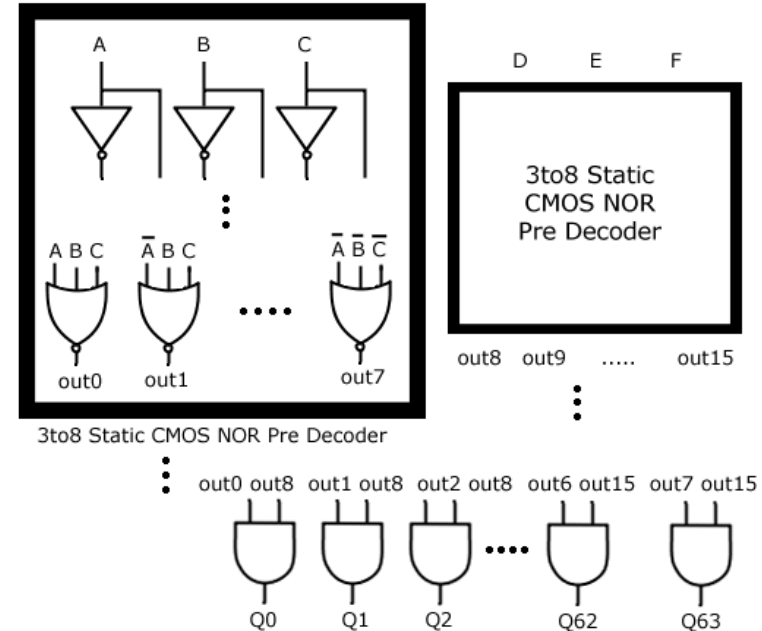 A B C
D E F
3to8 Static
CMOS NOR
Pre Decoder
A B C A̅ B C A̅ B̅ C̅
out0 out1 out7
out8 out9 ..... out15
3to8 Static CMOS NOR Pre Decoder
out0 out8 out1 out8 out2 out8 out6 out15 out7 out15
Q0 Q1 Q2 Q62 Q63